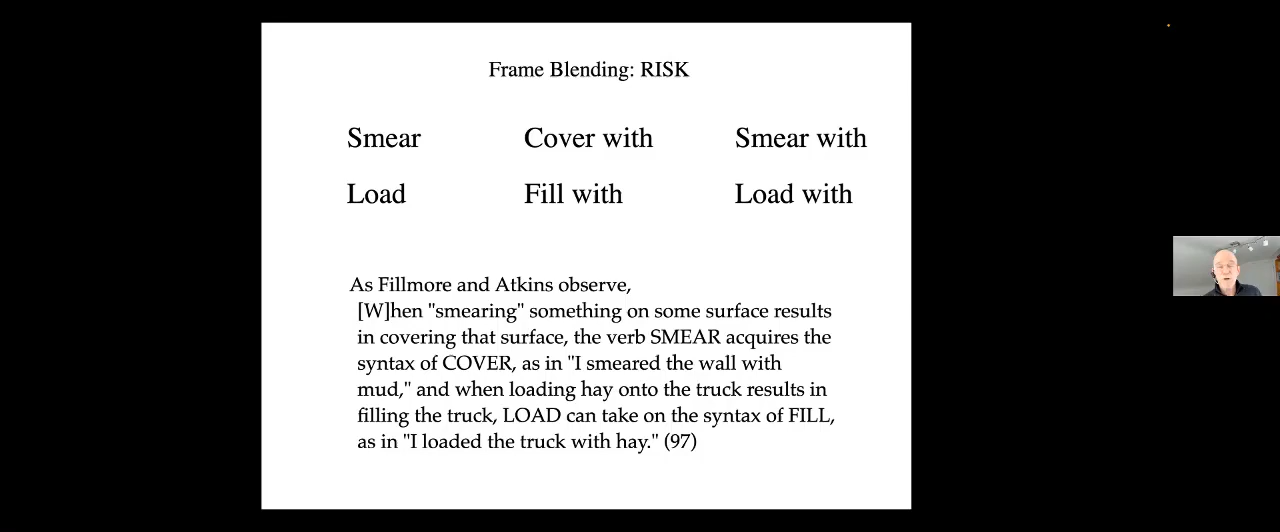 Frame Blending: RISK
Smear Cover with Smear with
Load Fill with Load with
As Fillmore and Atkins observe,
[W]hen "smearing" something on some surface results
in covering that surface, the verb SMEAR acquires the
syntax of COVER, as in "I smeared the wall with
mud," and when loading hay onto the truck results in
filling the truck, LOAD can take on the syntax of FILL,
as in "I loaded the truck with hay." (97)